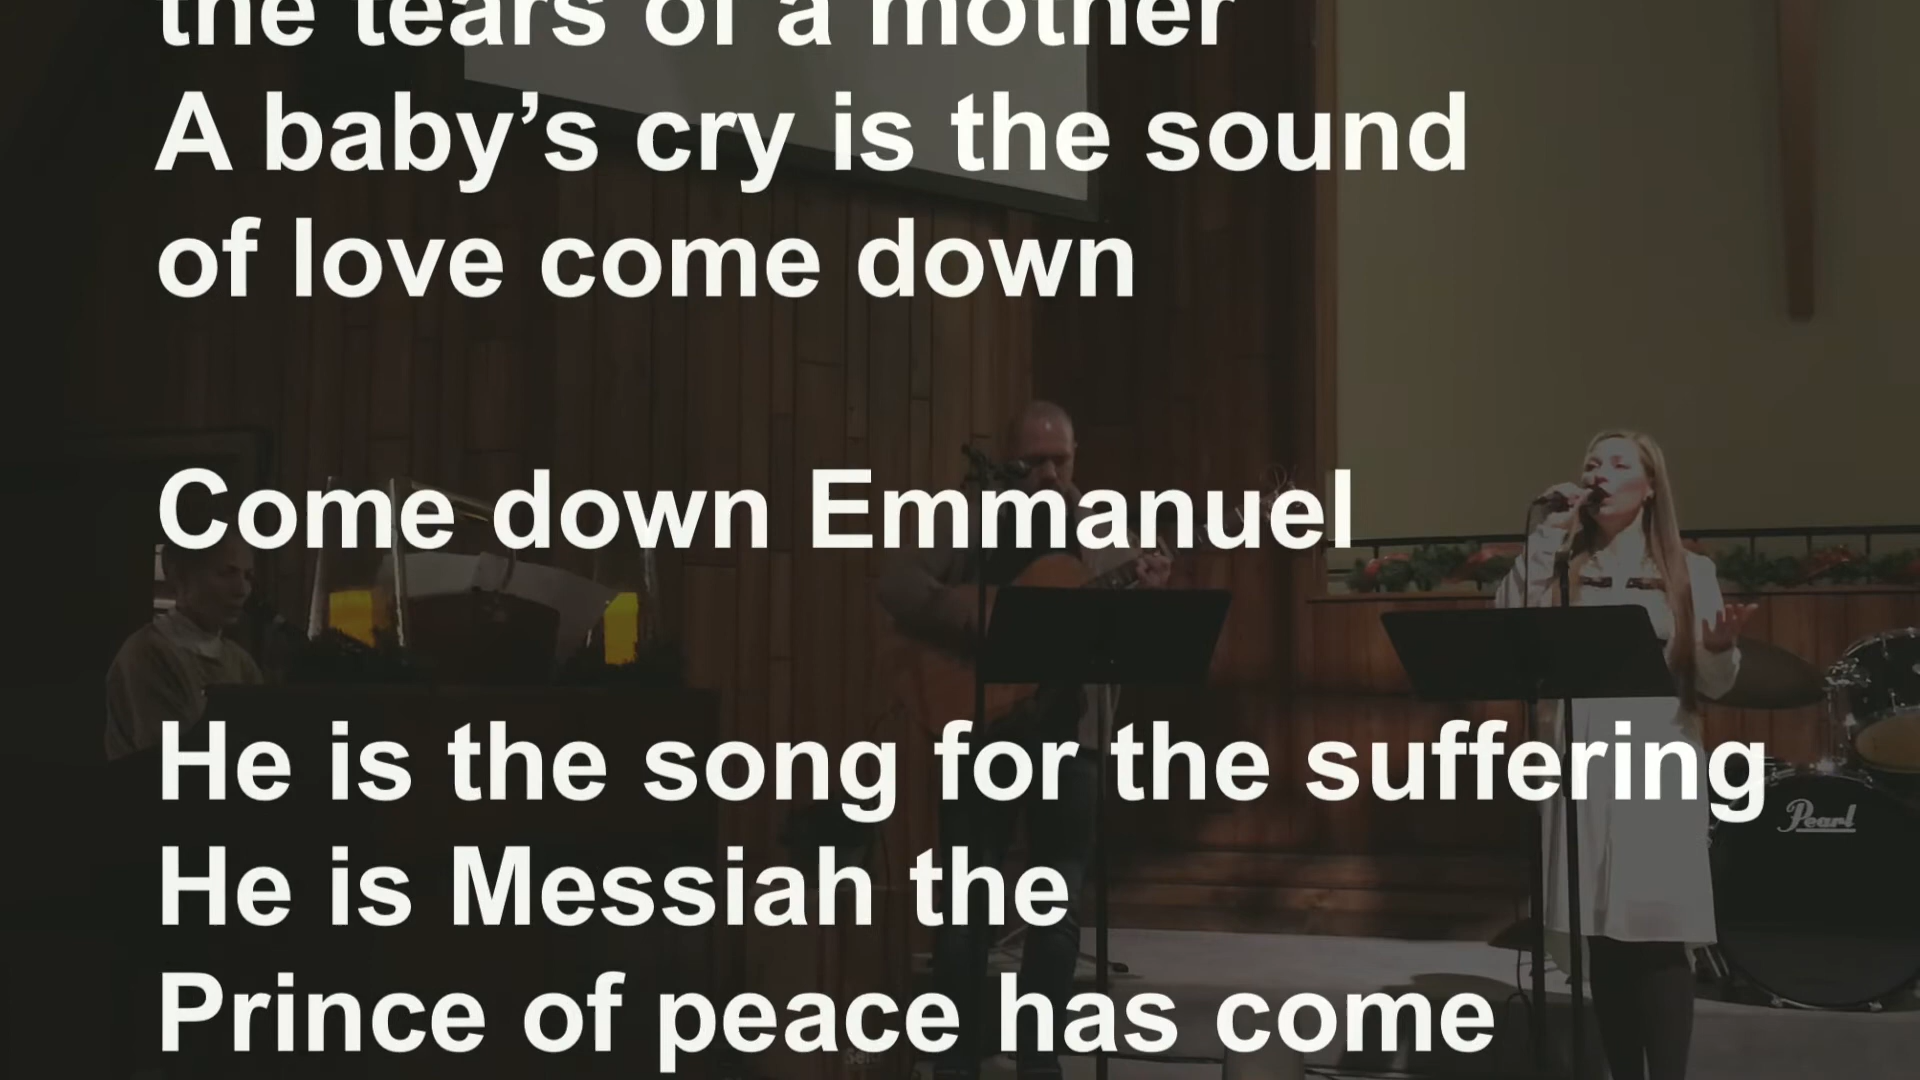 the tears of a mother
A baby’s cry is the sound
of love come down
Come down Emmanuel
He is the song for the suffering
He is Messiah the
Prince of peace has come
Pearl